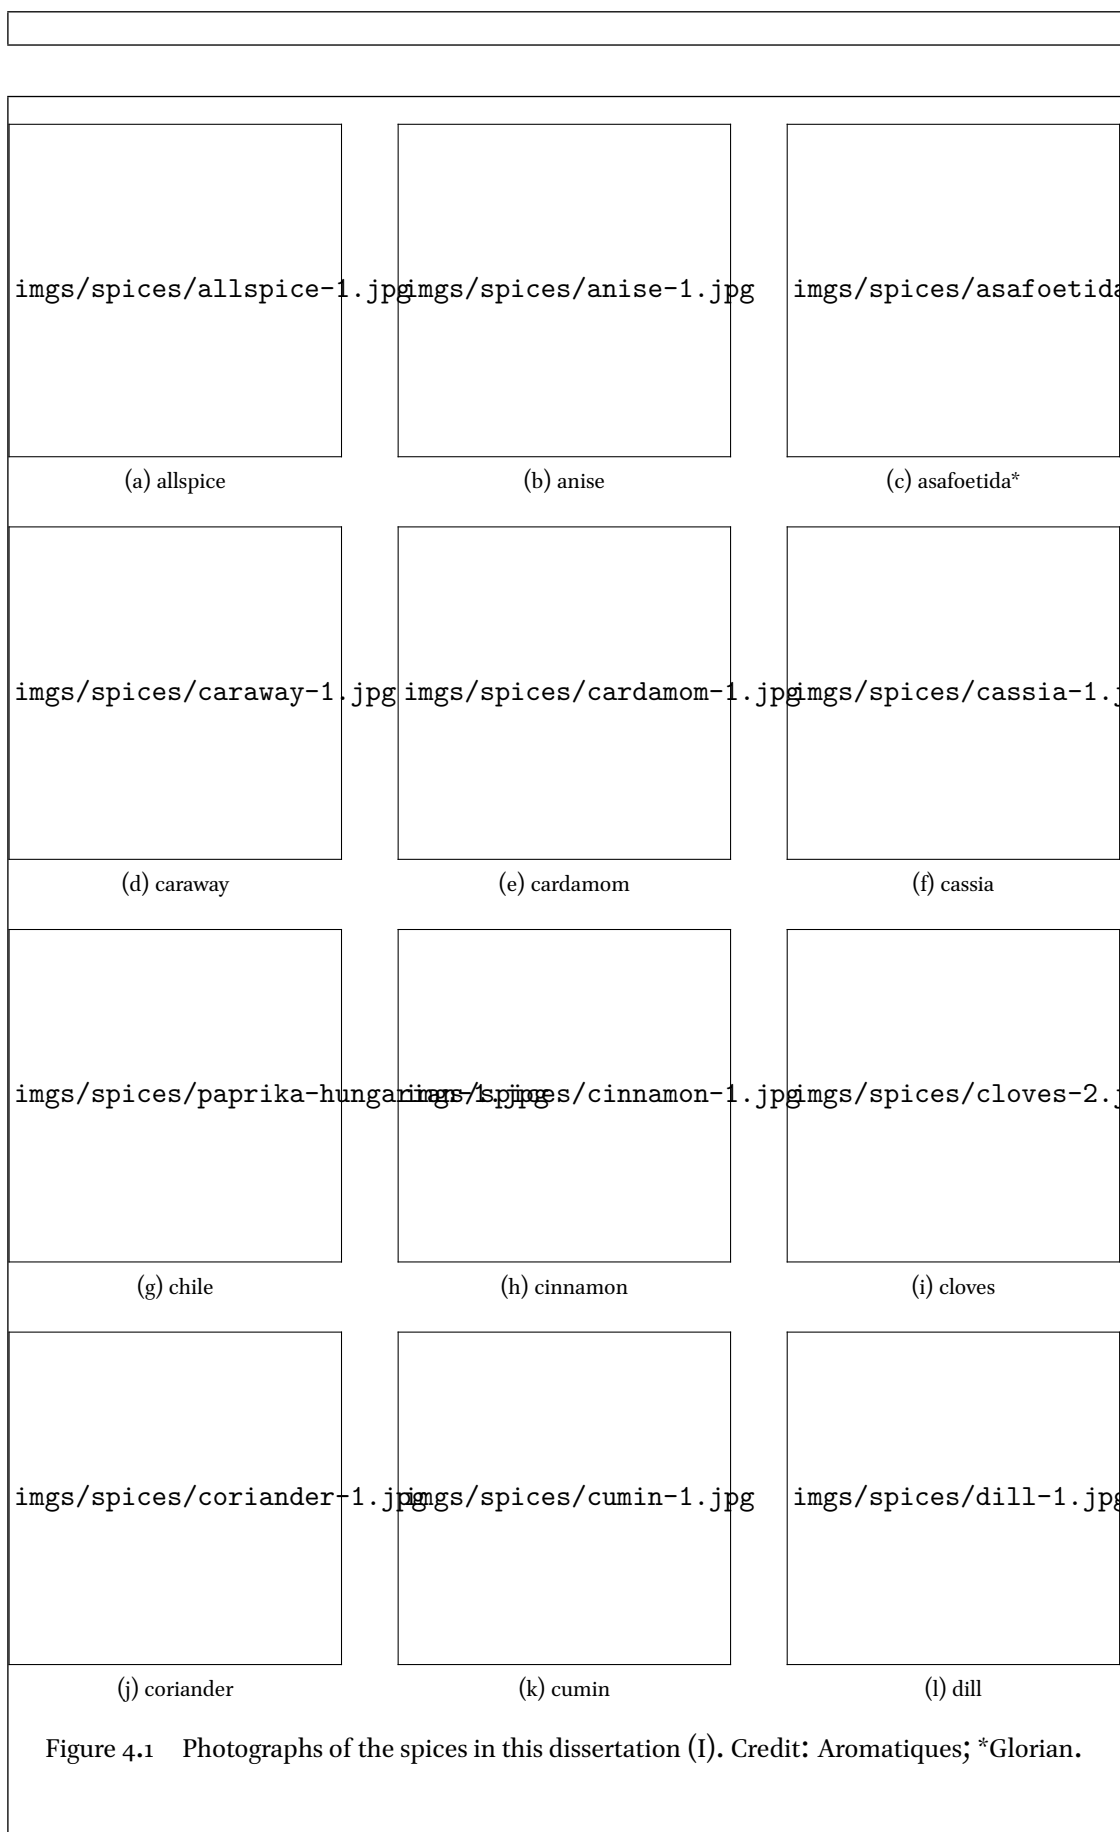 imgs/spices/allspice-1.jpg imgs/spices/anise-1.jpg imgs/spices/asafoetida
(a) allspice (b) anise (c) asafoetida*
imgs/spices/caraway-1.jpg imgs/spices/cardamom-1.jpg imgs/spices/cassia-1.j
(d) caraway (e) cardamom (f) cassia
imgs/spices/paprika-hungarian-1.jpg imgs/spices/cinnamon-1.jpg imgs/spices/cloves-2.j
(g) chile (h) cinnamon (i) cloves
imgs/spices/coriander-1.jpg imgs/spices/cumin-1.jpg imgs/spices/dill-1.jpg
(j) coriander (k) cumin (l) dill
Figure 4.1 Photographs of the spices in this dissertation (I). Credit: Aromatiques; *Glorian.